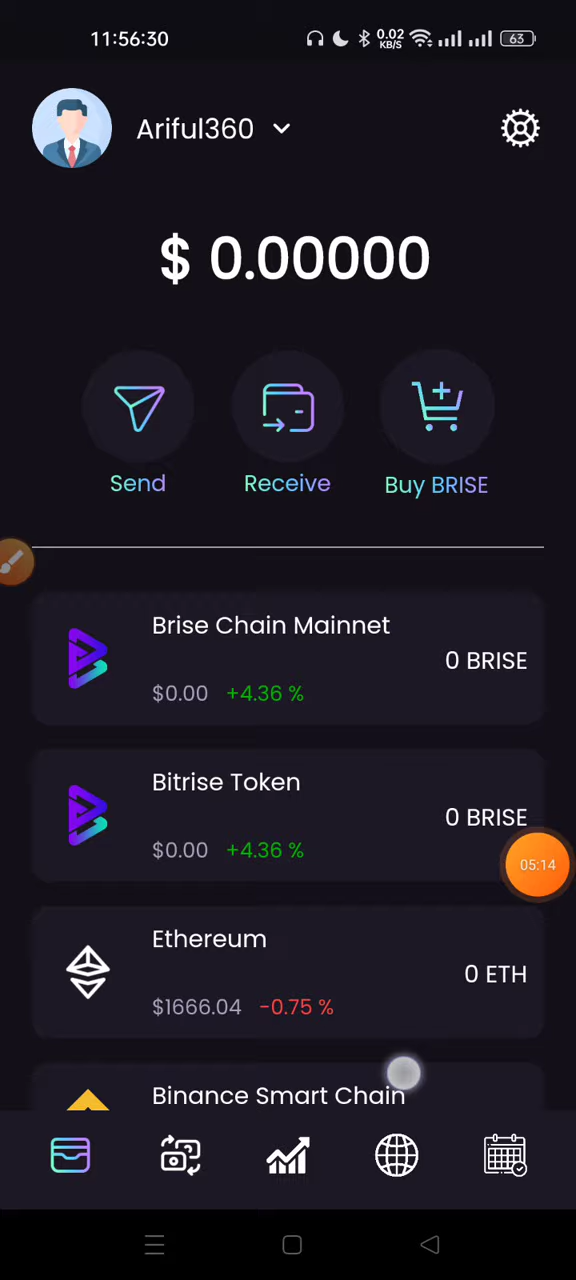 11:56:30
0.02
KB/S
63
Ariful360
$ 0.00000
Send
Receive
Buy BRISE
Brise Chain Mainnet
0 BRISE
$0.00 +4.36 %
Bitrise Token
0 BRISE
$0.00 +4.36 %
05:14
Ethereum
0 ETH
$1666.04 -0.75 %
Binance Smart Chain